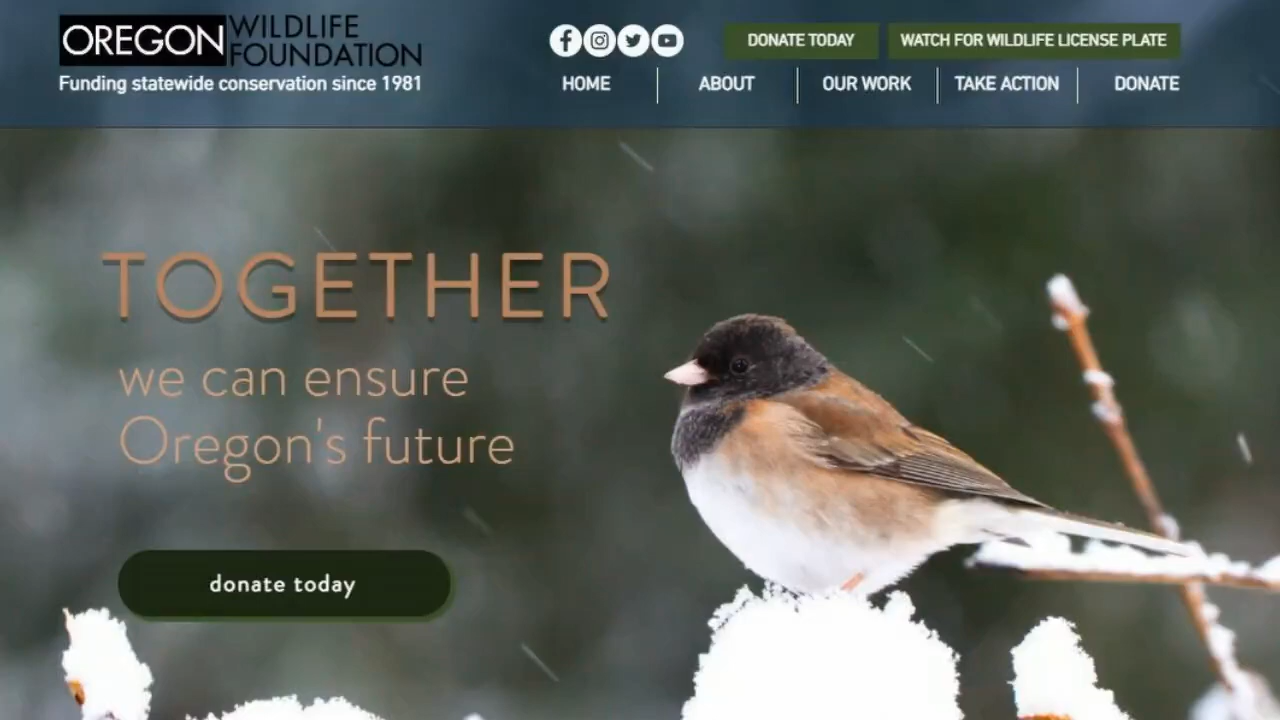 OREGON WILDLIFE
FOUNDATION
Funding statewide conservation since 1981
DONATE TODAY
WATCH FOR WILDLIFE LICENSE PLATE
HOME
ABOUT
OUR WORK
TAKE ACTION
DONATE
TOGETHER
we can ensure
Oregon's future
donate today